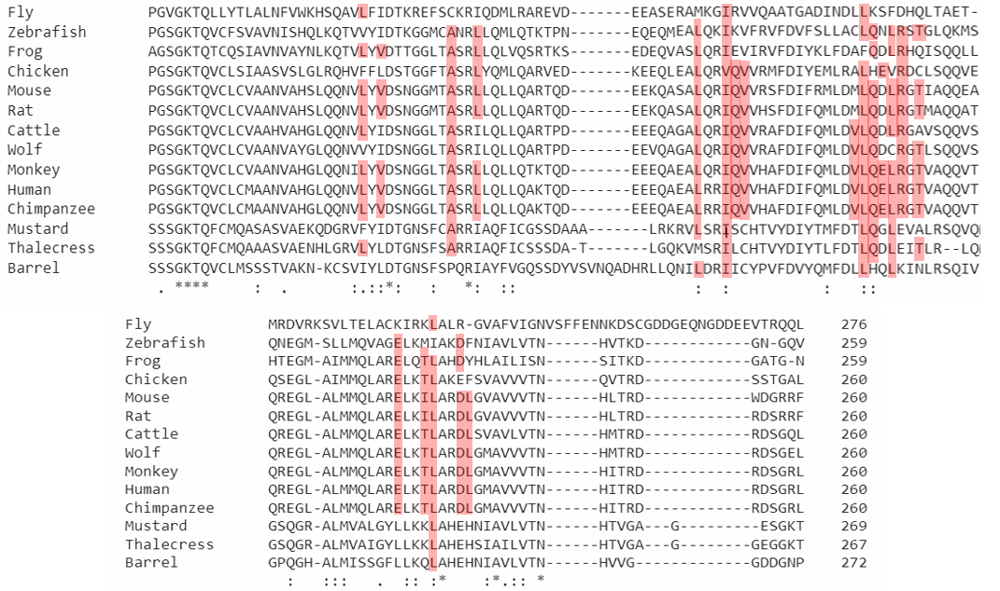 Fly PGVGKTQLLYTLALNFVWKHSQAVLFIDTKREFSCKRIQDMLRAREVD-------EEASERAMKGIRVVQAATGADINDLLKSFDHQLTAET-
Zebrafish PGSGKTQVCFSVAVNISHQLKQTVVYIDTKGGMCANRLLQMLQTKTPN-------EQEQMEALQKIKVFRVFDVFSLLACLQNLRSTGLQKMS
Frog AGSGKTQTCQSIAVNVAYNLKQTVLYVDTTGGLTASRLLQLVQSRTKS-------EDEQVASLQRIEVIRVFDIYKLFDAFQDLRHQISQQLL
Chicken PGSGKTQVCLSIAASVSLGLRQHVFFLDSTGGFTASRLYQMLQARVED-------KEEQLEALQRVQVVRMFDIYEMLRALHEVRDCLSQQVE
Mouse PGSGKTQVCLCVAANVAHSLQQNVLYVDSNGGMTASRLLQLLQARTQD-------EEKQASALQRIQVVRSFDIFRMLDMLQDLRGTIAQQEA
Rat PGSGKTQVCLCVAANVAHSLQQNVLYVDSNGGMTASRLLQLLQARTQD-------EEKQASALQRIQVVHSFDIFQMLDMLQDLRGTMAQQAT
Cattle PGSGKTQVCLCVAAHVAHGLQQNVLYIDSNGGLTASRILQLLQARTPD-------EEEQAGALQRIQVVRAFDIFQMLDVLQDLRGAVSQQVS
Wolf PGSGKTQVCLCVAANVAYGLQQNVVYIDSNGGLTASRILQLLQARTPD-------EEVQAGALQRIQVVRAFDIFQMLDVLQDCRGTLSQQVS
Monkey PGSGKTQVCLCVAANVAHGLQQNILYVDSNGGLTASRLLQLLQTKTQD-------EEEQAEALQRIQVVHAFDIFQMLDVLQELRGTVAQQVT
Human PGSGKTQVCLCMAANVAHGLQQNVLYVDSNGGLTASRLLQLLQAKTQD-------EEEQAEALRRIQVVHAFDIFQMLDVLQELRGTVAQQVT
Chimpanzee PGSGKTQVCLCMAANVAHGLQQNVLYVDSNGGLTASRLLQLLQAKTQD-------EEEQAEALRRIQVVHAFDIFQMLDVLQELRGTVAQQVT
Mustard SSSGKTQFCMQASASVAEKQDGRVFYIDTGNSFCARRIAQFICGSSDAAA-------LRKRVLSRISCHTVYDIYTMFDTLQGLEVALRSQVQ
Thalecress SSSGKTQFCMQAAASVAENHLGRVLYLDTGNSFSARRIAQFICSSSDA-T-------LGQKVMSRILCHTVYDIYTLFDTLQDLEITLR--LQ
Barrel SSSGKTQVCLMSSSTVAKN-KCSVIYLDTGNSFSPQRIAYFVGQSSDYVSVNQADHRLLQNILDRIICYPVFDVYQMFDLLHQLKINLRSQIV
. **** : . :.::*: : *: :: : : : ::
Fly MRDVRKSVLTELACKIRKLALR-GVAFVIGNVSFFENNKDSCGDDGEQNGDDEEVTRQQL 276
Zebrafish QNEGM-SLLMQVAGELKMIAKDFNIAVLVTN------HVTKD------------GN-GQV 259
Frog HTEGM-AIMMQLARELQTLAHDYHLAILISN------SITKD------------GATG-N 259
Chicken QSEGL-AIMMQLARELKTLAKEFSVAVVVTN------QVTRD------------SSTGAL 260
Mouse QREGL-ALMMQLARELKILARDLGVAVVVTN------HLTRD------------WDGRRF 260
Rat QREGL-ALMMQLARELKILARDLGVAVVVTN------HLTRD------------RDSRRF 260
Cattle QREGL-ALMMQLARELKTLARDLSVAVLVTN------HMTRD------------RDSGQL 260
Wolf QREGL-ALMMQLARELKTLARDLGMAVVVTN------HMTRD------------RDSGEL 260
Monkey QREGL-ALMMQLARELKTLARDLGMAVVVTN------HITRD------------RDSGRL 260
Human QREGL-ALMMQLARELKTLARDLGMAVVVTN------HITRD------------RDSGRL 260
Chimpanzee QREGL-ALMMQLARELKTLARDLGMAVVVTN------HITRD------------RDSGRL 260
Mustard GSQGR-ALMVALGYLLKKLAHEHNIAVVVTN------HTVGA---G---------ESGKT 269
Thalecress GSQGR-ALMVAIGYLLKKLAHEHSIAILVTN------HTVGA---G---------GEGGKT 267
Barrel GPQGH-ALMISSGFLLKQLAHEHNIAVLVTN------HVVG-------------GDDGNP 272
: ::: . :: :* :*.:: *